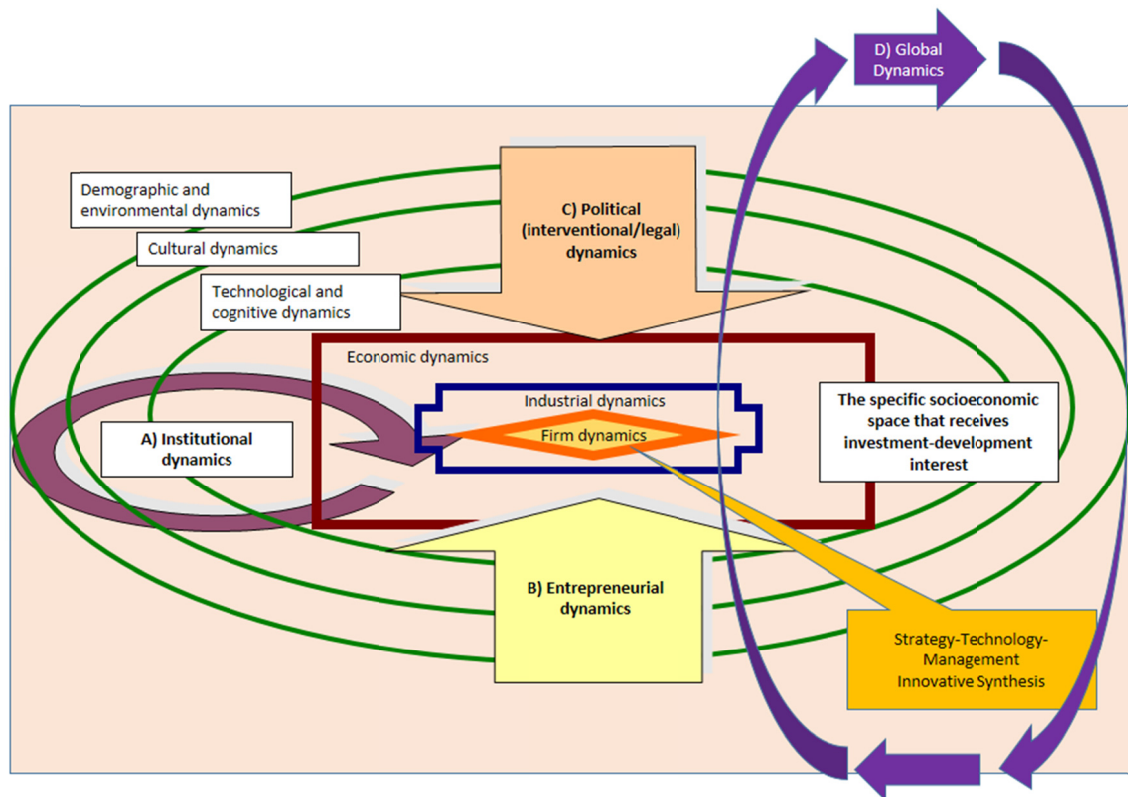 D) Global
Dynamics
Demographic and
environmental dynamics
C) Political
(interventional/legal)
dynamics
Cultural dynamics
Technological and
cognitive dynamics
Economic dynamics
Industrial dynamics
Firm dynamics
A) Institutional
dynamics
The specific socioeconomic
space that receives
investment-development
interest
B) Entrepreneurial
dynamics
Strategy-Technology-
Management
Innovative Synthesis